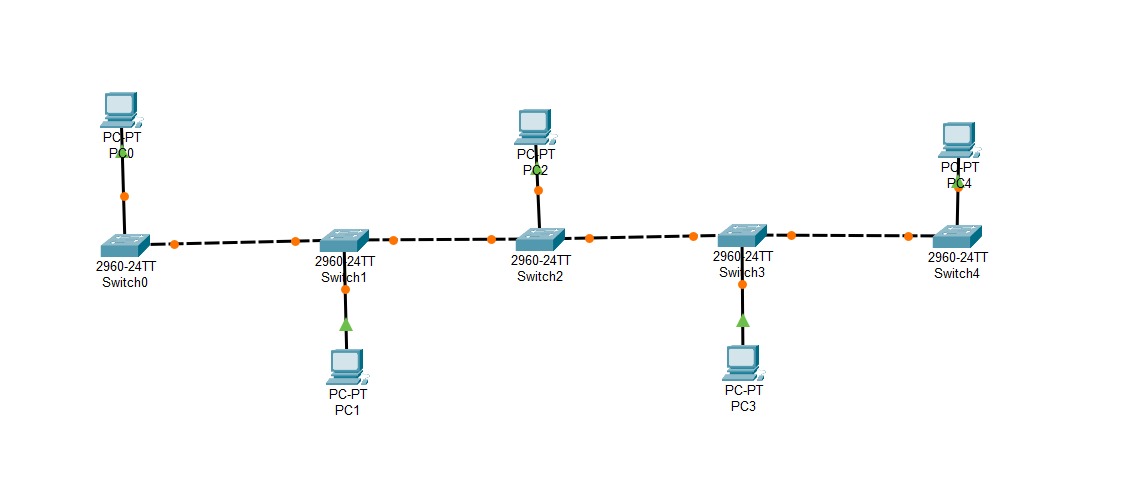 PC-PT
PC0
PC-PT
PC2
PC-PT
PC4
2960-24TT
Switch0
2960-24TT
Switch1
2960-24TT
Switch2
2960-24TT
Switch3
2960-24TT
Switch4
PC-PT
PC1
PC-PT
PC3